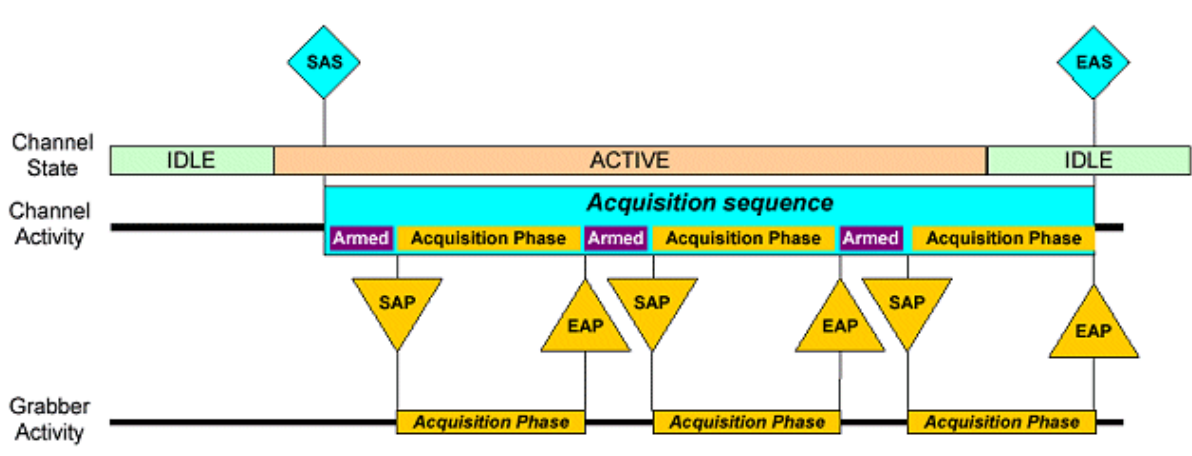 SAS
EAS
Channel
State
IDLE
ACTIVE
IDLE
Channel
Activity
Acquisition sequence
Armed
Acquisition Phase
Armed
Acquisition Phase
Armed
Acquisition Phase
SAP
EAP
SAP
EAP
SAP
EAP
Grabber
Activity
Acquisition Phase
Acquisition Phase
Acquisition Phase